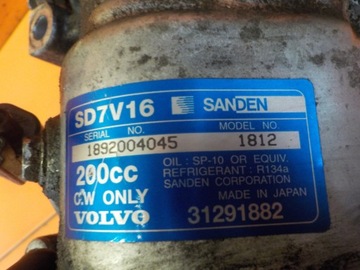 SD7V16 SANDEN
SERIAL NO. MODEL NO.
1892004045 1812
OIL : SP-10 OR EQUIV.
200cc REFRIGERANT : R134a
SANDEN CORPORATION
C/W ONLY MADE IN JAPAN
VOLVO 31291882